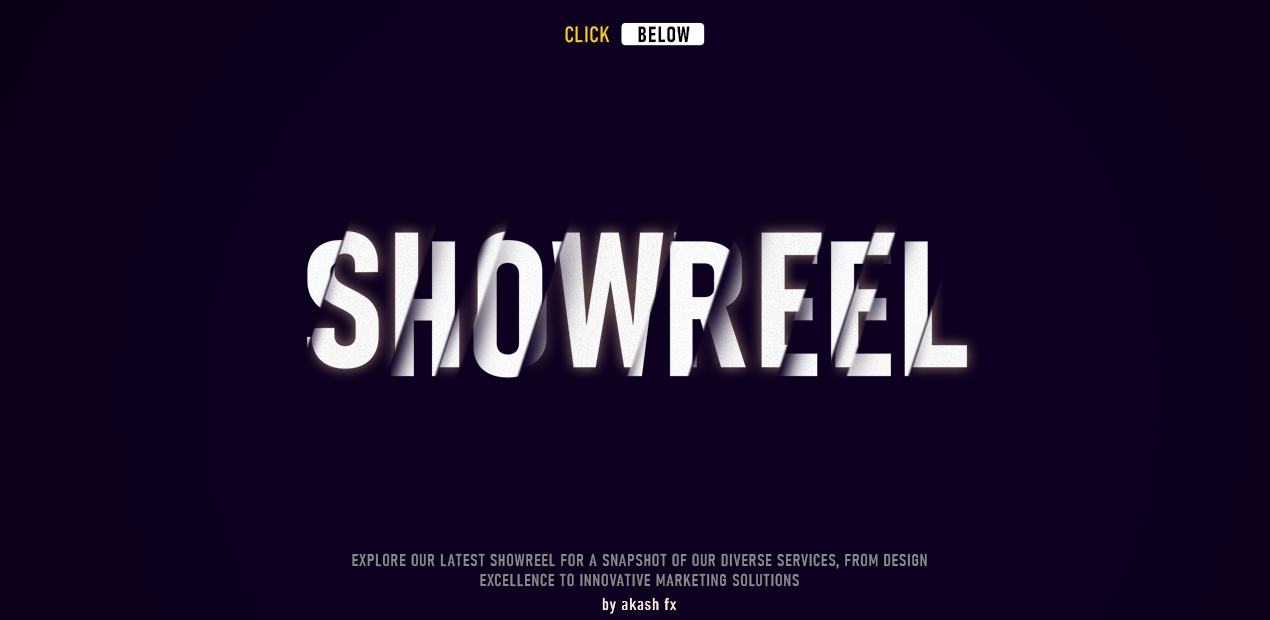 CLICK BELOW
SHOWREEL
EXPLORE OUR LATEST SHOWREEL FOR A SNAPSHOT OF OUR DIVERSE SERVICES, FROM DESIGN
EXCELLENCE TO INNOVATIVE MARKETING SOLUTIONS
by akash fx